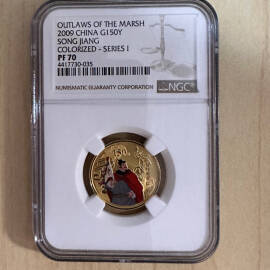 OUTLAWS OF THE MARSH
2009 CHINA G150Y
SONG JIANG
COLORIZED - SERIES I
PF 70
4417730-035
NUMISMATIC GUARANTY CORPORATION
NGC